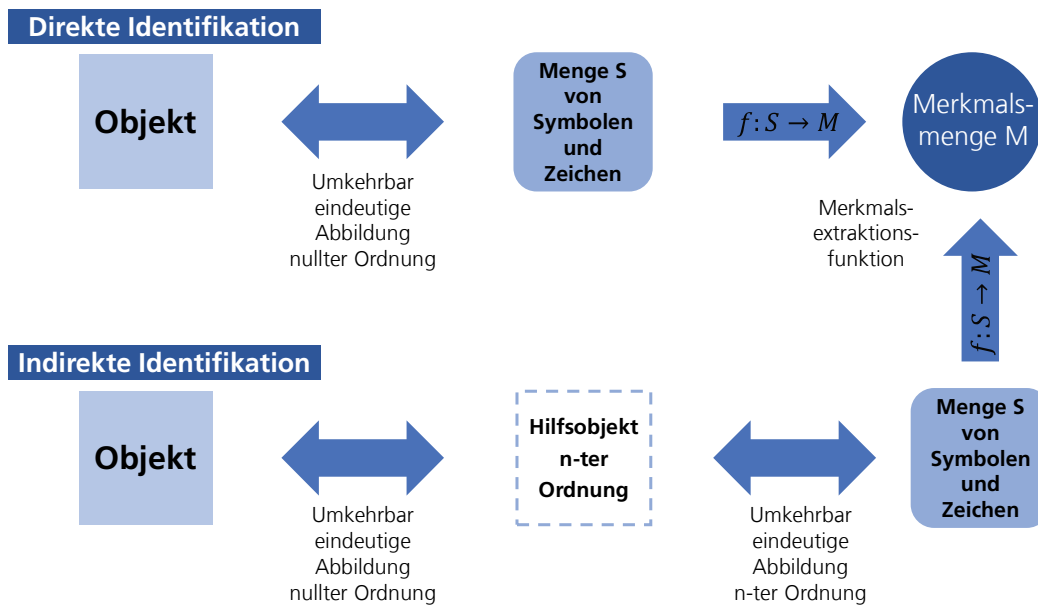 Direkte Identifikation
Objekt
Umkehrbar
eindeutige
Abbildung
nullter Ordnung
Menge S
von
Symbolen
und
Zeichen
f: S → M
Merkmals-
extraktions-
funktion
Merkmals-
menge M
f: S → M
Indirekte Identifikation
Objekt
Umkehrbar
eindeutige
Abbildung
nullter Ordnung
Hilfsobjekt
n-ter
Ordnung
Umkehrbar
eindeutige
Abbildung
n-ter Ordnung
Menge S
von
Symbolen
und
Zeichen